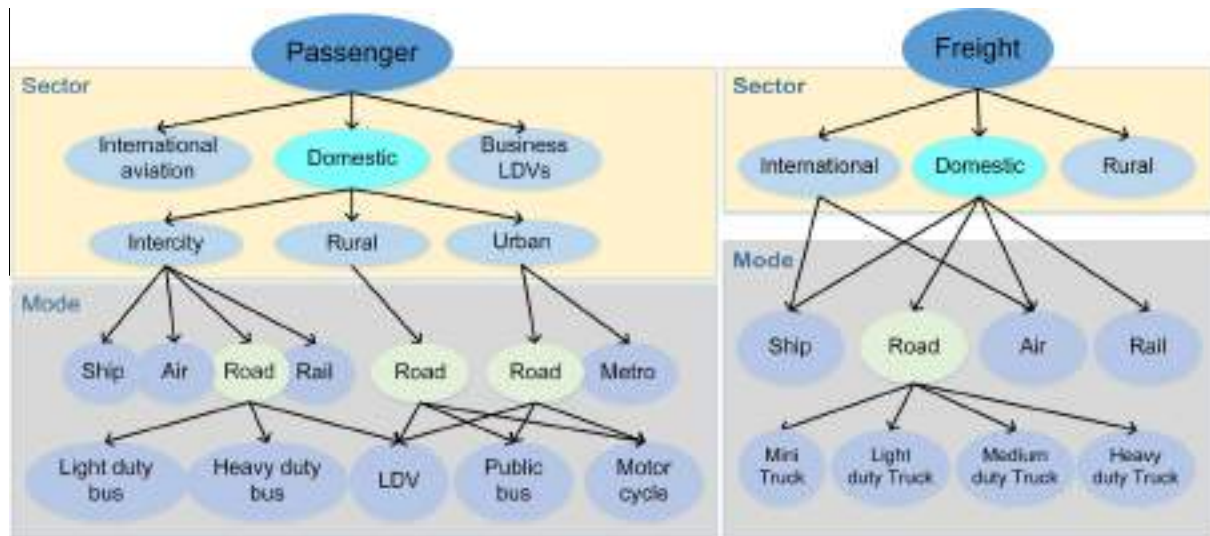 Passenger
Sector
International
aviation
Domestic
Business
LDVs
Intercity
Rural
Urban
Mode
Ship
Air
Road
Rail
Road
Road
Metro
Light duty
bus
Heavy duty
bus
LDV
Public
bus
Motor
cycle
Freight
Sector
International
Domestic
Rural
Mode
Ship
Road
Air
Rail
Mini
Truck
Light
duty Truck
Medium
duty Truck
Heavy
duty Truck